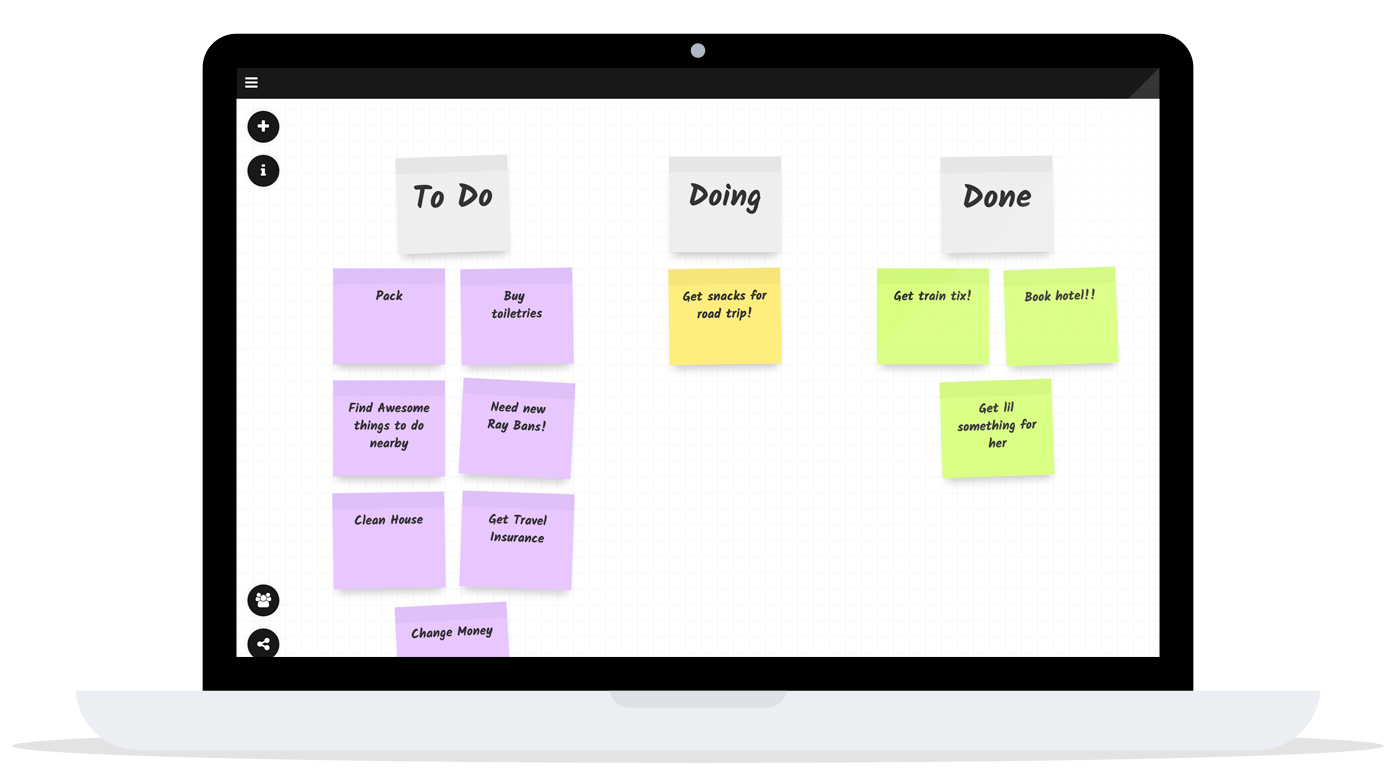 To Do
Doing
Done
Pack
Buy
toiletries
Get snacks for
road trip!
Get train tix!
Book hotel!!
Find Awesome
things to do
nearby
Need new
Ray Bans!
Get lil
something for
her
Clean House
Get Travel
Insurance
Change Money